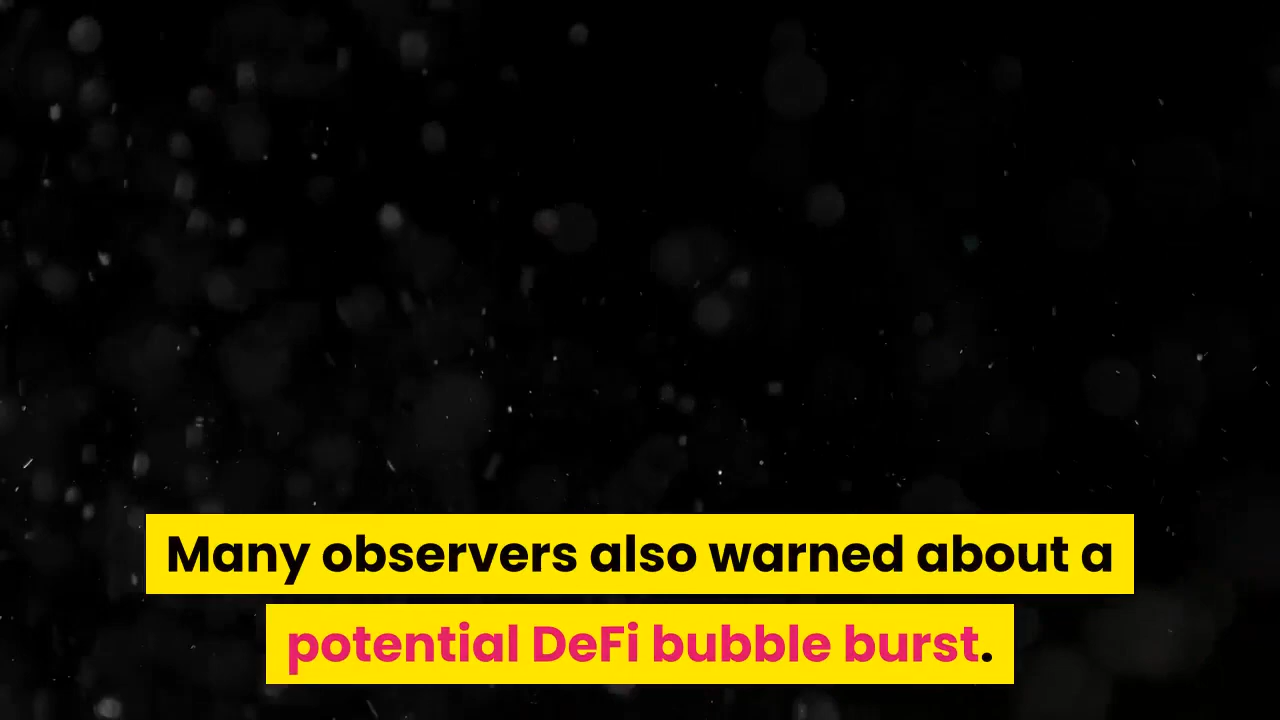 Many observers also warned about a
potential DeFi bubble burst.